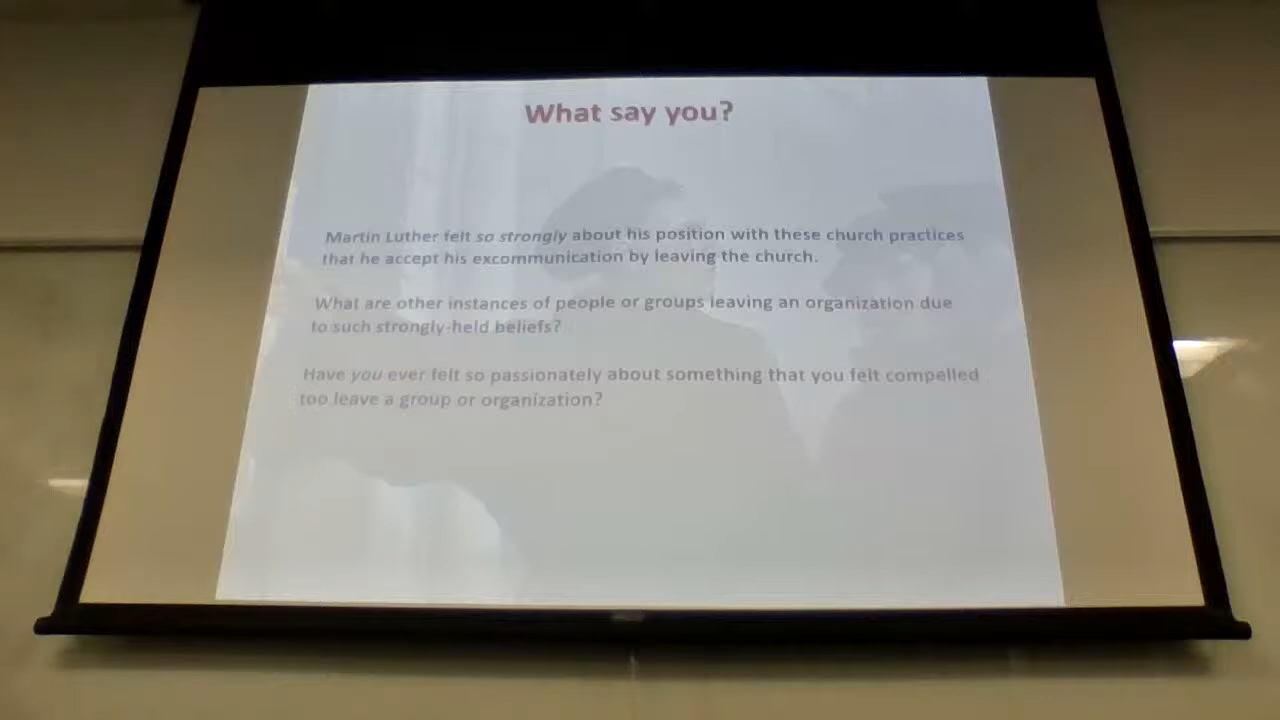 What say you?
Martin Luther felt so strongly about his position with these church practices
that he accept his excommunication by leaving the church.
What are other instances of people or groups leaving an organization due
to such strongly-held beliefs?
Have you ever felt so passionately about something that you felt compelled
too leave a group or organization?